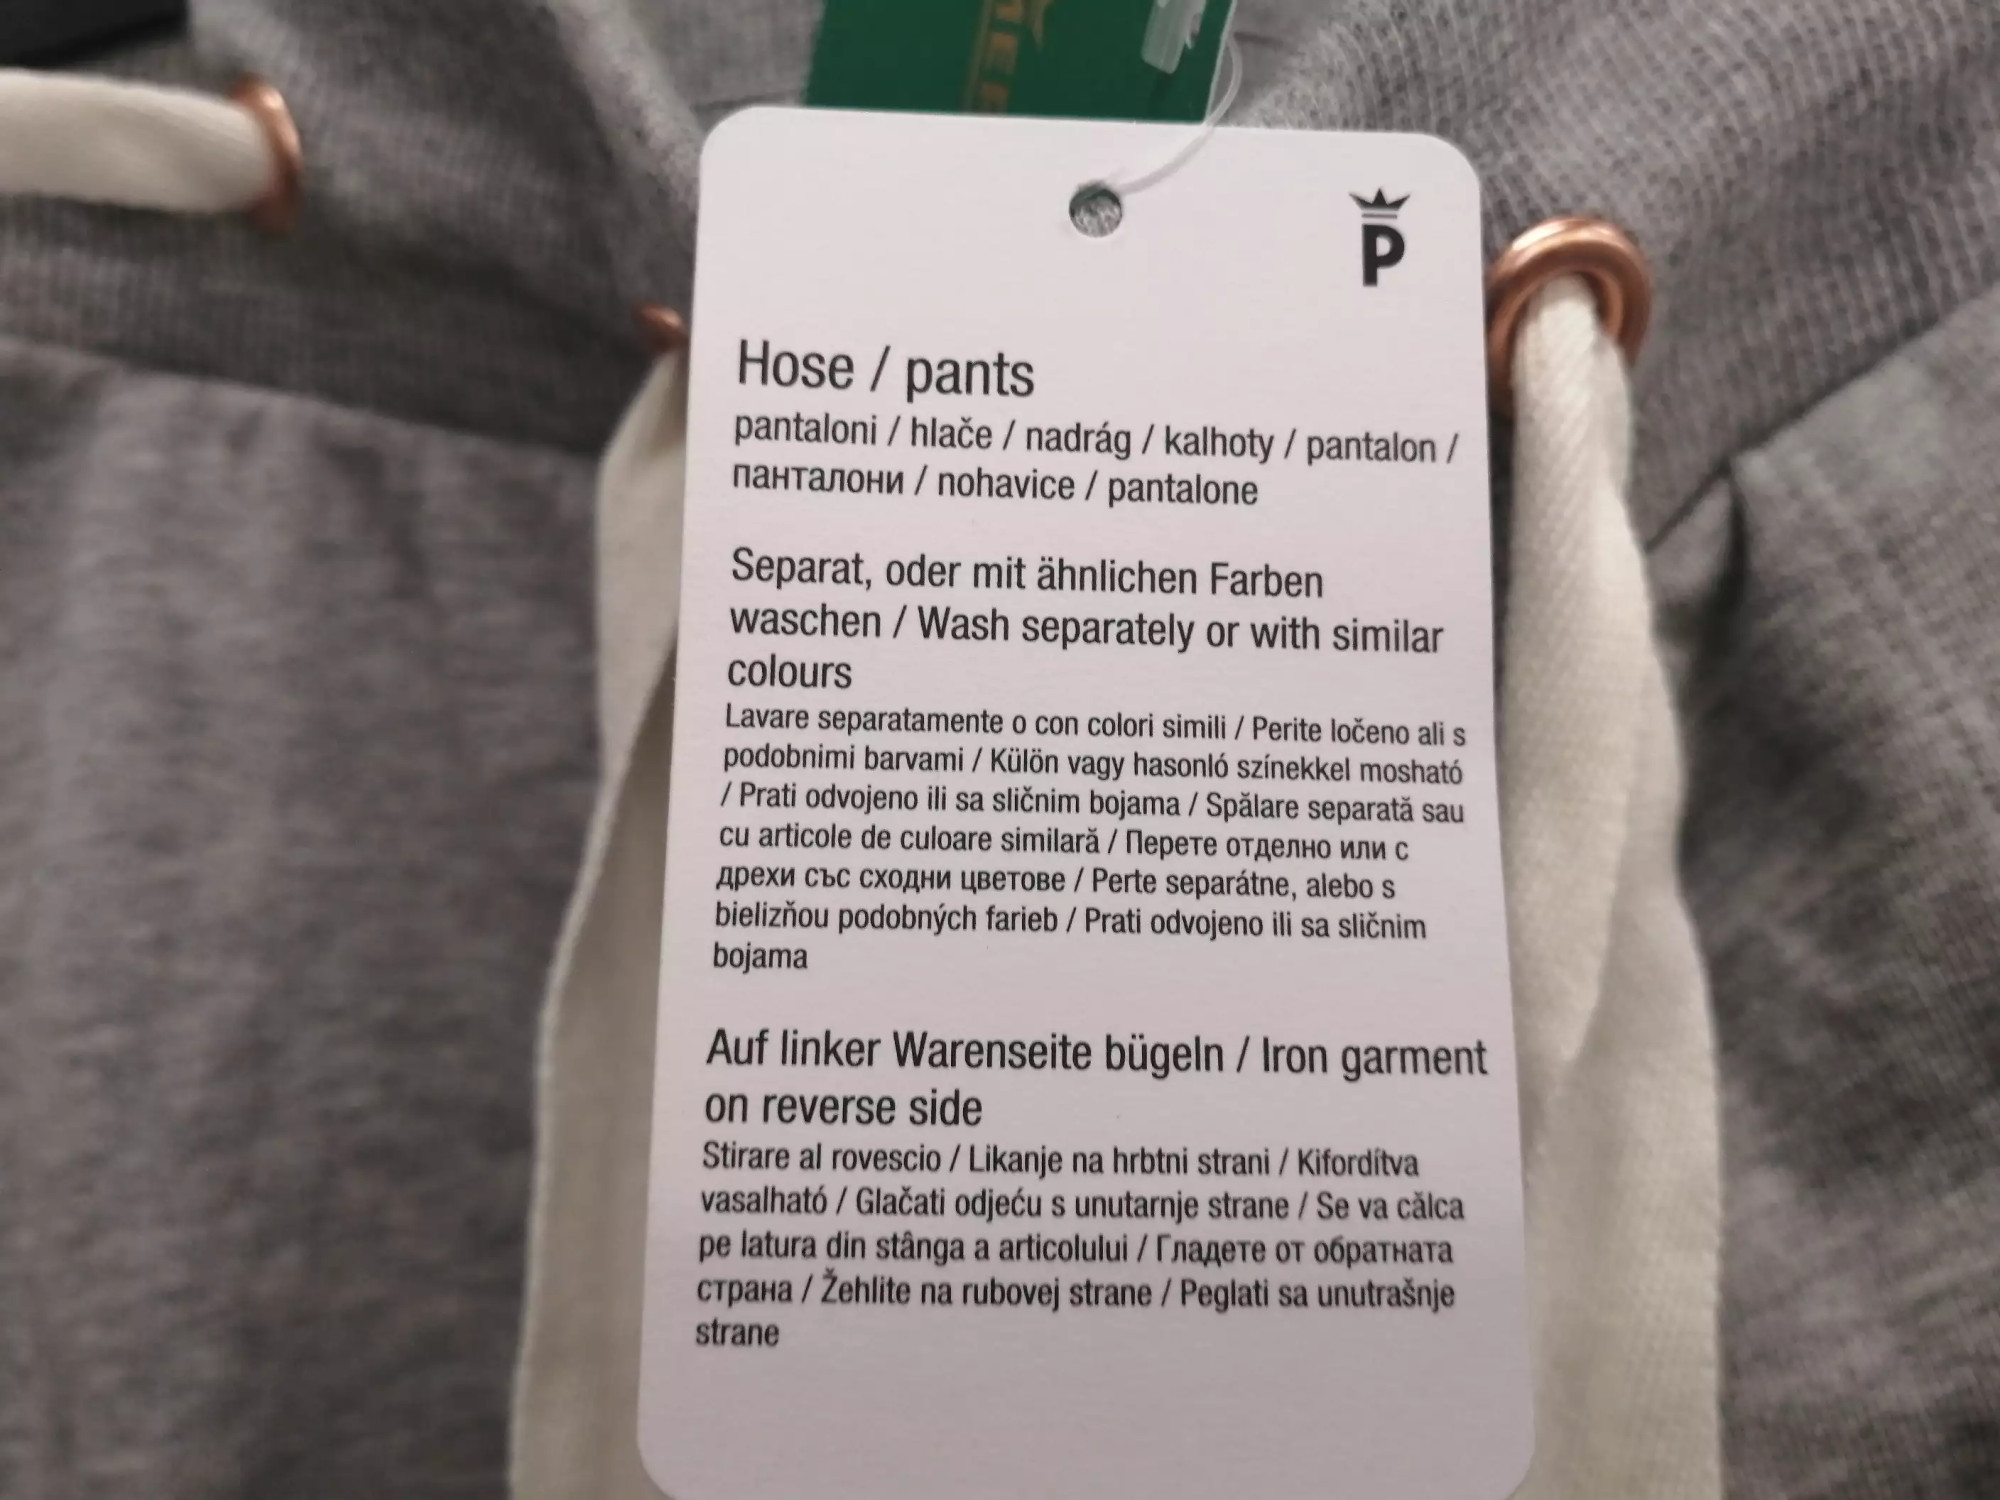 MEF
P
Hose / pants
pantaloni / hlače / nadrág / kalhoty / pantalon /
панталони / nohavice / pantalone
Separat, oder mit ähnlichen Farben
waschen / Wash separately or with similar
colours
Lavare separatamente o con colori simili / Perite ločeno ali s
podobnimi barvami / Külön vagy hasonló színekkel mosható
/ Prati odvojeno ili sa sličnim bojama / Spălare separată sau
cu articole de culoare similară / Перете отделно или с
дрехи със сходни цветове / Perte separátne, alebo s
bielizňou podobných farieb / Prati odvojeno ili sa sličnim
bojama
Auf linker Warenseite bügeln / Iron garment
on reverse side
Stirare al rovescio / Likanje na hrbtni strani / Kifordítva
vasalható / Glačati odjeću s unutarnje strane / Se va călca
pe latura din stânga a articolului / Гладете от обратната
страна / Žehlite na rubovej strane / Peglati sa unutrašnje
strane